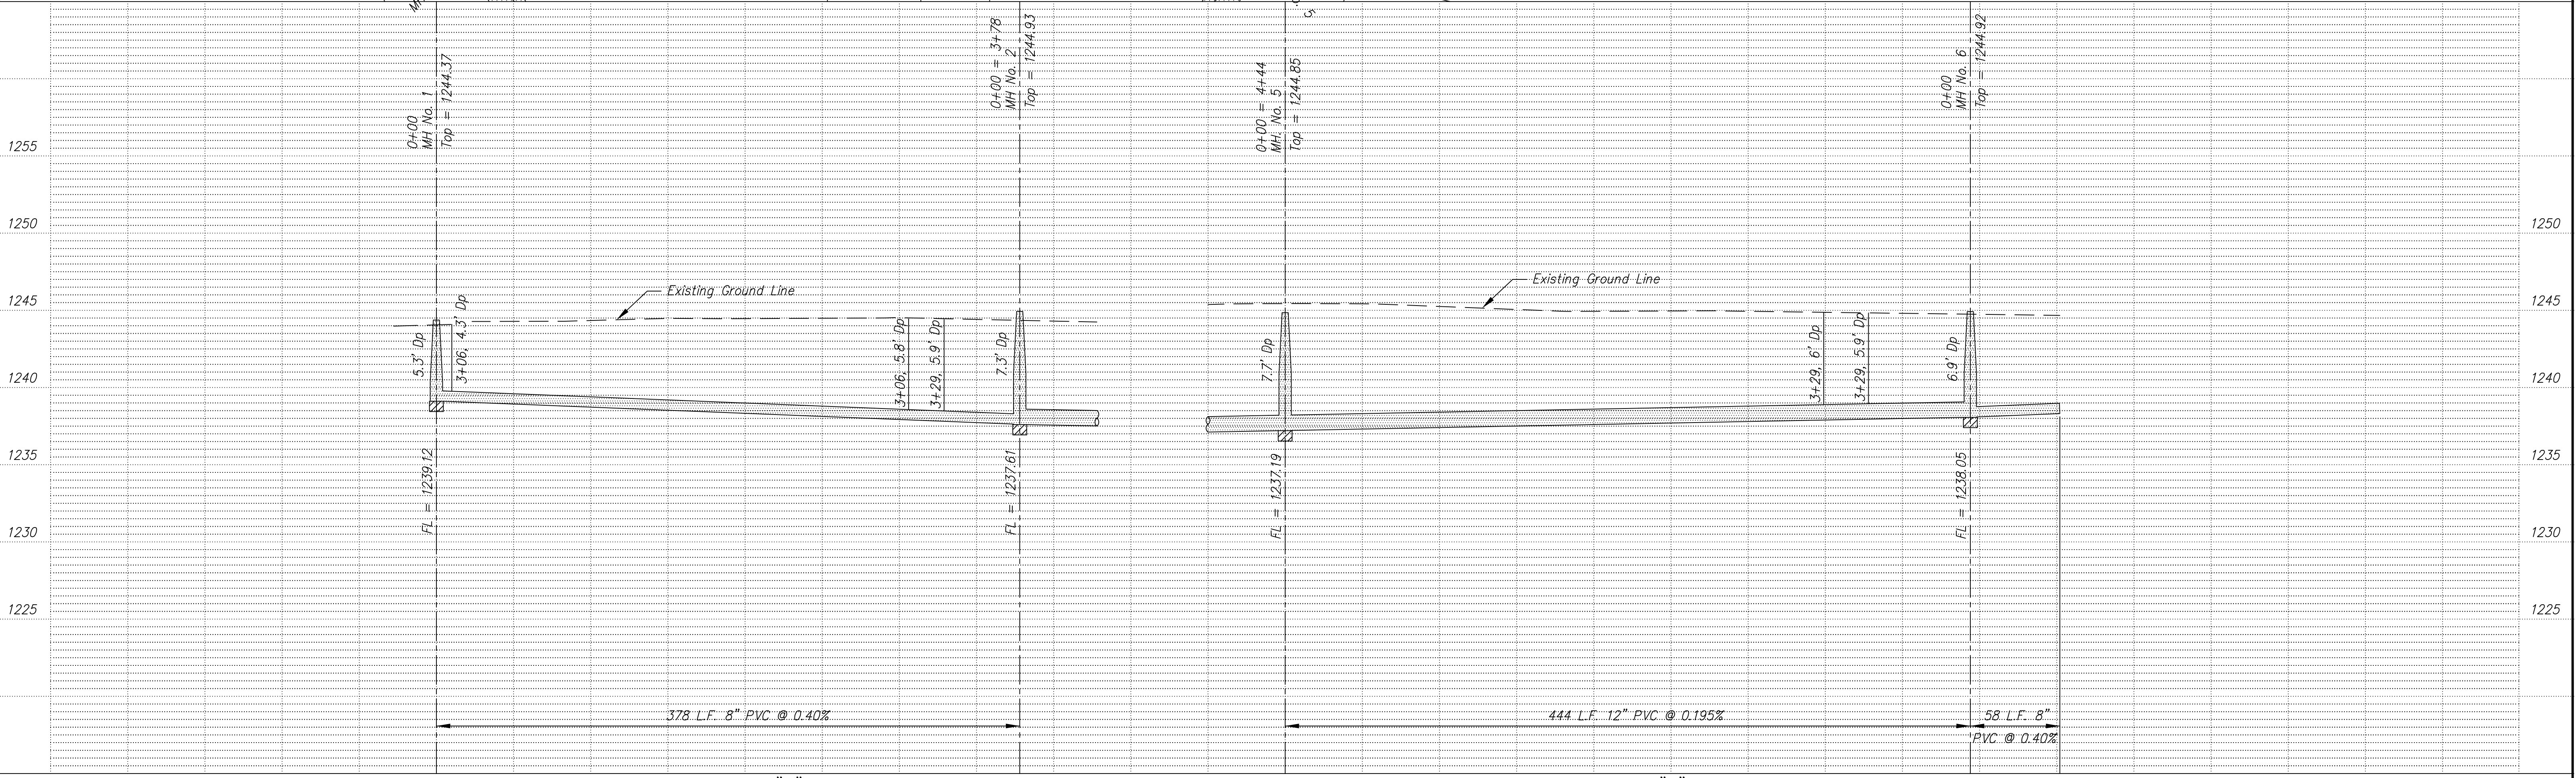 0+00
MH No. 1
Top = 1244.37
0+00 = 3+78
MH No. 2
Top = 1244.93
0+00 = 4+44
MH. No. 5
Top = 1244.85
0+00
MH No. 6
Top = 1244.92
1255
1250
1250
1245
1245
1240
1240
1235
1235
1230
1230
1225
1225
Existing Ground Line
Existing Ground Line
5.3' Dp
3+06, 4.3' Dp
3+06, 5.8' Dp
3+29, 5.9' Dp
7.3' Dp
7.7' Dp
3+29, 6' Dp
3+29, 5.9' Dp
6.9' Dp
FL = 1239.12
FL = 1237.61
FL = 1237.19
FL = 1238.05
378 L.F. 8" PVC @ 0.40%
444 L.F. 12" PVC @ 0.195%
58 L.F. 8"
PVC @ 0.40%